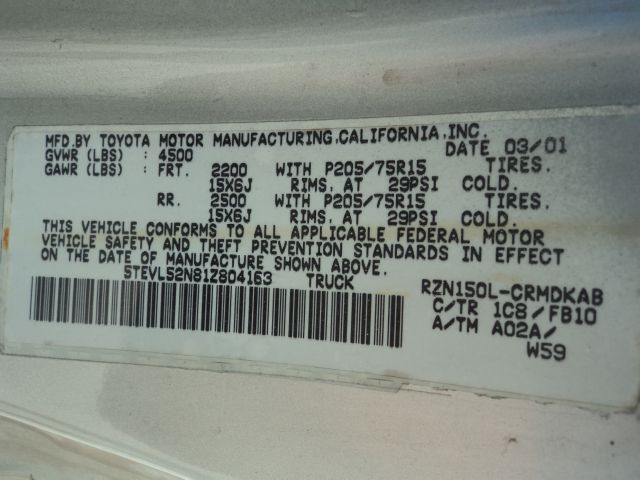 MFD.BY TOYOTA MOTOR MANUFACTURING,CALIFORNIA,INC.
GVWR (LBS) : 4500 DATE 03/01
GAWR (LBS) : FRT. 2200 WITH P205/75R15 TIRES.
15X6J RIMS, AT 29PSI COLD.
RR. 2500 WITH P205/75R15 TIRES.
15X6J RIMS, AT 29PSI COLD.
THIS VEHICLE CONFORMS TO ALL APPLICABLE FEDERAL MOTOR
VEHICLE SAFETY AND THEFT PREVENTION STANDARDS IN EFFECT
ON THE DATE OF MANUFACTURE SHOWN ABOVE.
5TEVL52N81Z804163 TRUCK
RZN150L-CRMDKAB
C/TR 1C8/FB10
A/TM A02A/
W59